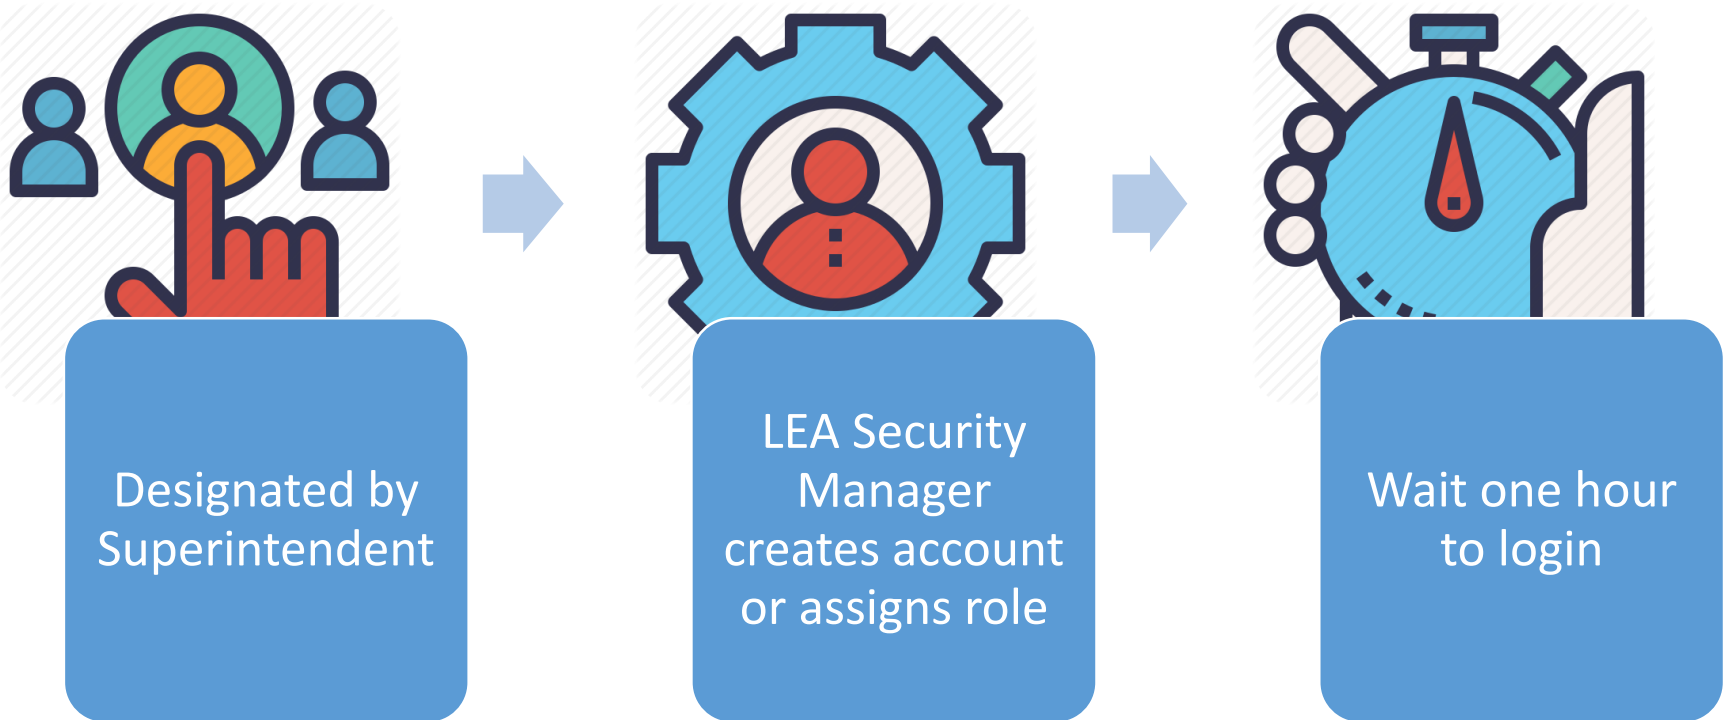 Designated by
Superintendent
LEA Security
Manager
creates account
or assigns role
Wait one hour
to login